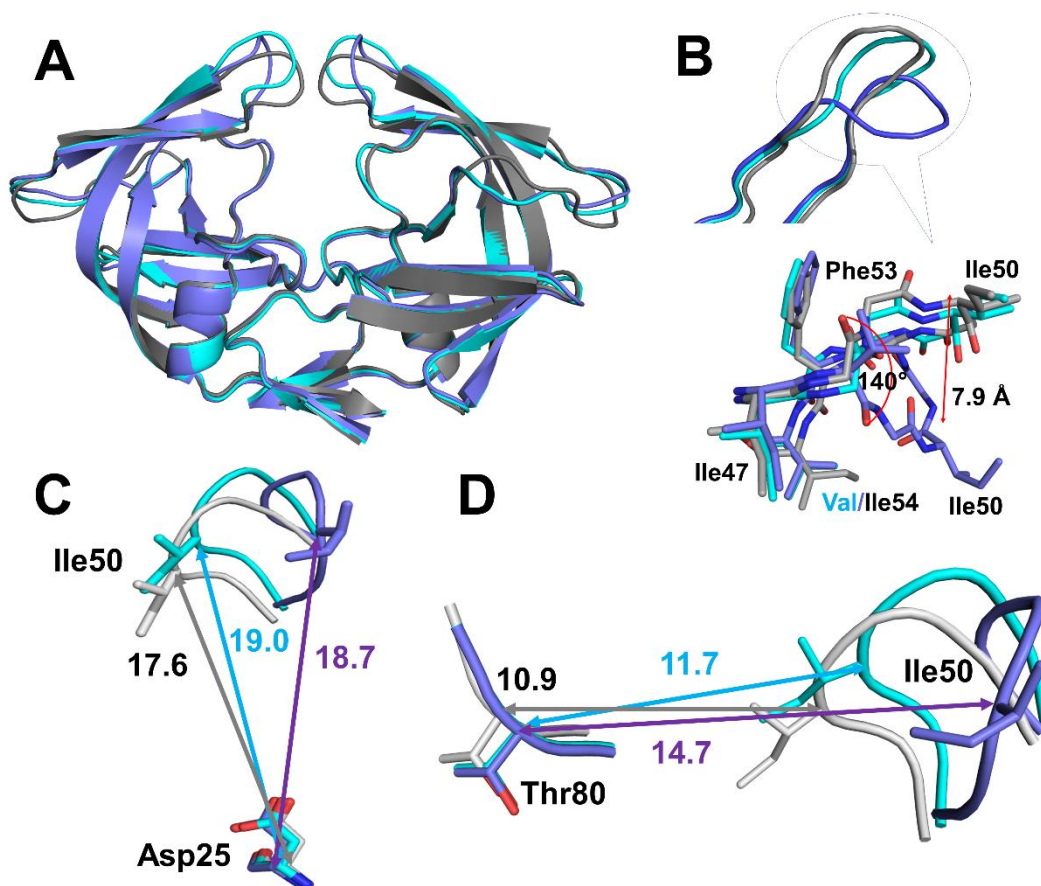 A
B
Phe53
Ile50
140°
7.9 Å
Ile47
Val/Ile54
Ile50
C
Ile50
17.6
19.0
18.7
Asp25
D
10.9
11.7
Ile50
14.7
Thr80